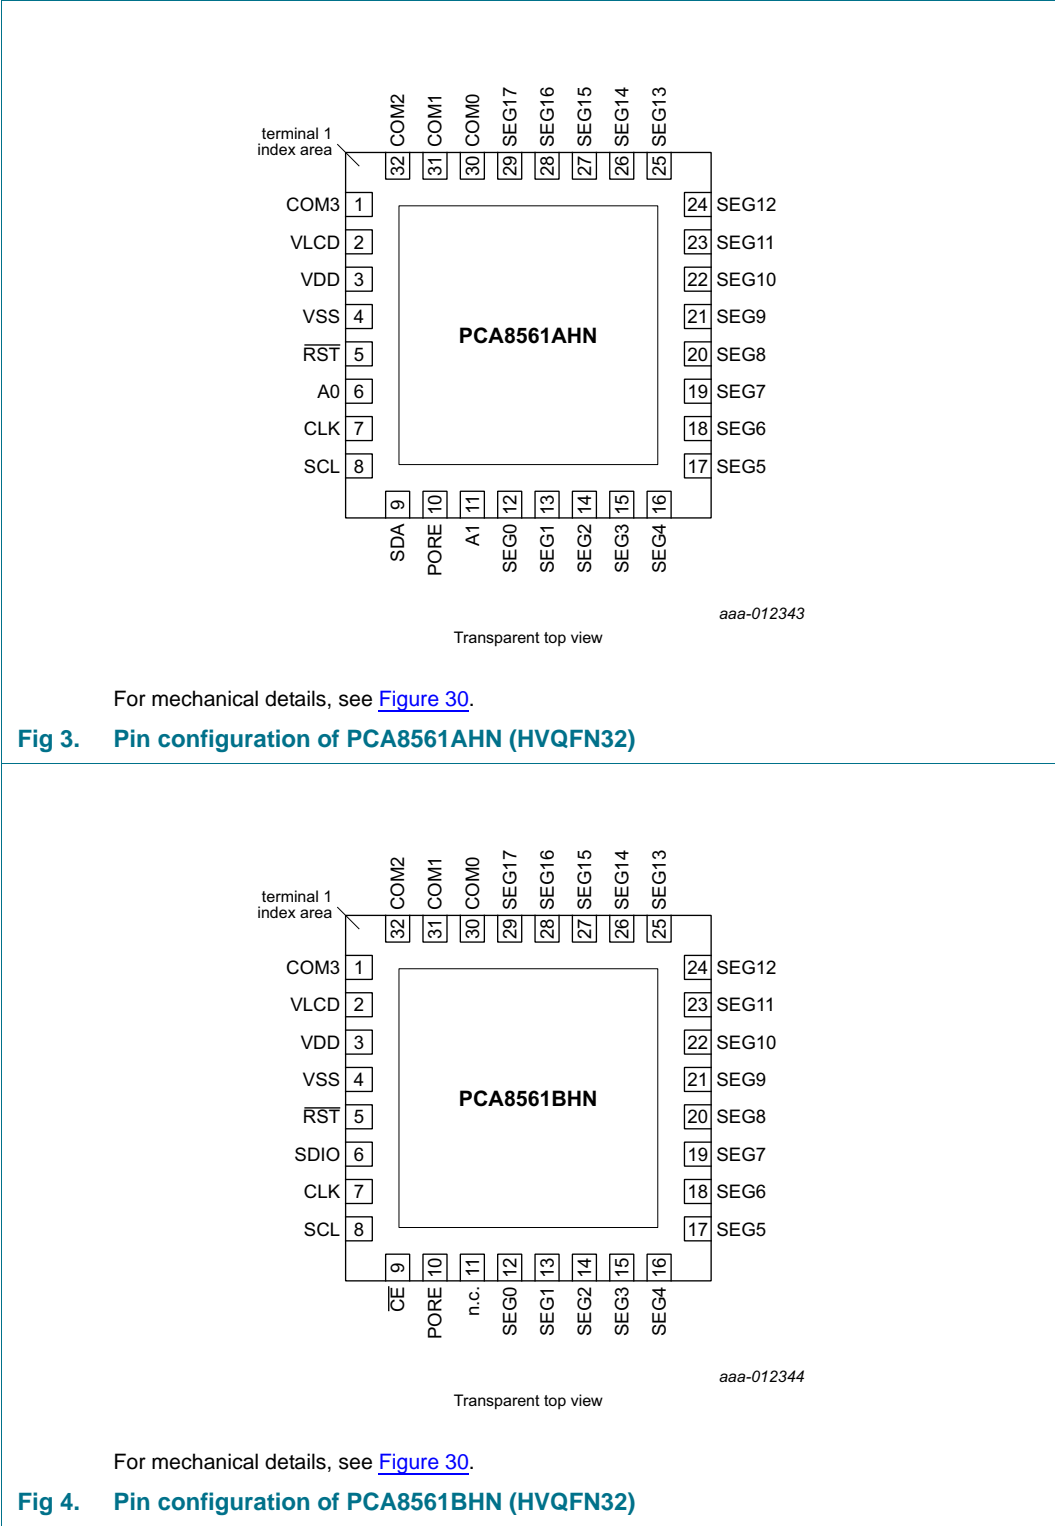 COM2
COM1
COM0
SEG17
SEG16
SEG15
SEG14
SEG13
terminal 1
index area
32
31
30
29
28
27
26
25
COM3 1
VLCD 2
VDD 3
VSS 4
RST 5
A0 6
CLK 7
SCL 8
PCA8561AHN
24 SEG12
23 SEG11
22 SEG10
21 SEG9
20 SEG8
19 SEG7
18 SEG6
17 SEG5
9
10
11
12
13
14
15
16
SDA
PORE
A1
SEG0
SEG1
SEG2
SEG3
SEG4
aaa-012343
Transparent top view
For mechanical details, see Figure 30.
Fig 3. Pin configuration of PCA8561AHN (HVQFN32)
COM2
COM1
COM0
SEG17
SEG16
SEG15
SEG14
SEG13
terminal 1
index area
32
31
30
29
28
27
26
25
COM3 1
VLCD 2
VDD 3
VSS 4
RST 5
SDIO 6
CLK 7
SCL 8
PCA8561BHN
24 SEG12
23 SEG11
22 SEG10
21 SEG9
20 SEG8
19 SEG7
18 SEG6
17 SEG5
9
10
11
12
13
14
15
16
CE
PORE
n.c.
SEG0
SEG1
SEG2
SEG3
SEG4
aaa-012344
Transparent top view
For mechanical details, see Figure 30.
Fig 4. Pin configuration of PCA8561BHN (HVQFN32)